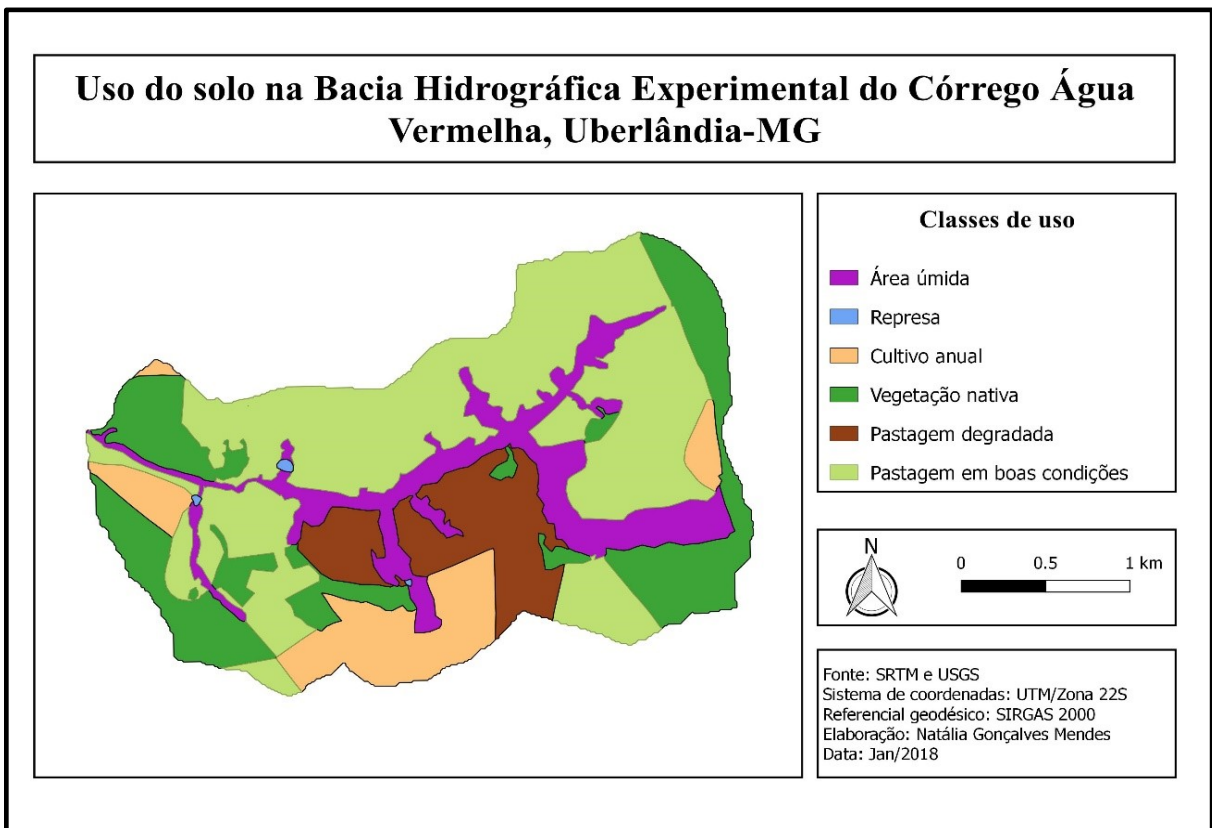 Uso do solo na Bacia Hidrográfica Experimental do Córrego Água
Vermelha, Uberlândia-MG
Classes de uso
Área úmida
Represa
Cultivo anual
Vegetação nativa
Pastagem degradada
Pastagem em boas condições
N
0 0.5 1 km
Fonte: SRTM e USGS
Sistema de coordenadas: UTM/Zona 22S
Referencial geodésico: SIRGAS 2000
Elaboração: Natália Gonçalves Mendes
Data: Jan/2018